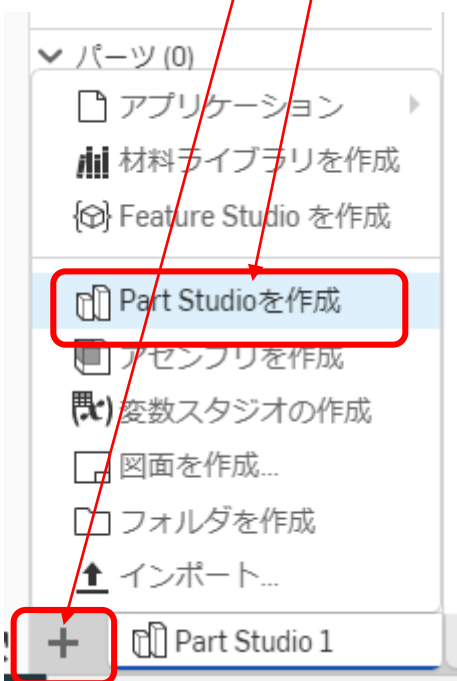 パーツ (0)
アプリケーション
材料ライブラリを作成
Feature Studio を作成
Part Studioを作成
アセンブリを作成
変数スタジオの作成
図面を作成...
フォルダを作成
インポート...
Part Studio 1